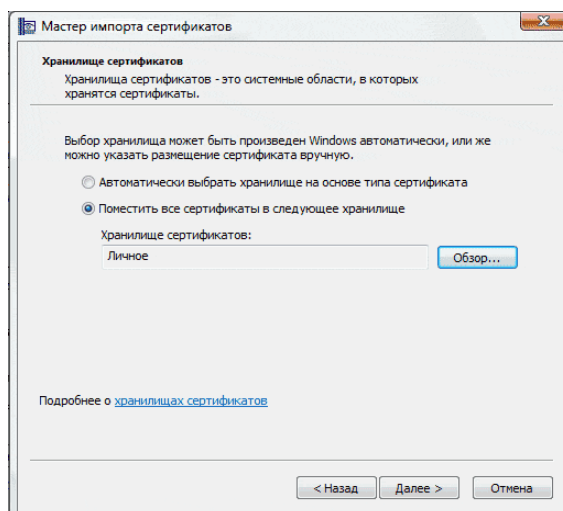 Мастер импорта сертификатов
Хранилище сертификатов
Хранилища сертификатов - это системные области, в которых
хранятся сертификаты.
Выбор хранилища может быть произведен Windows автоматически, или же
можно указать размещение сертификата вручную.
Автоматически выбрать хранилище на основе типа сертификата
Поместить все сертификаты в следующее хранилище
Хранилище сертификатов:
Личное
Обзор...
Подробнее о хранилищах сертификатов
< Назад
Далее >
Отмена